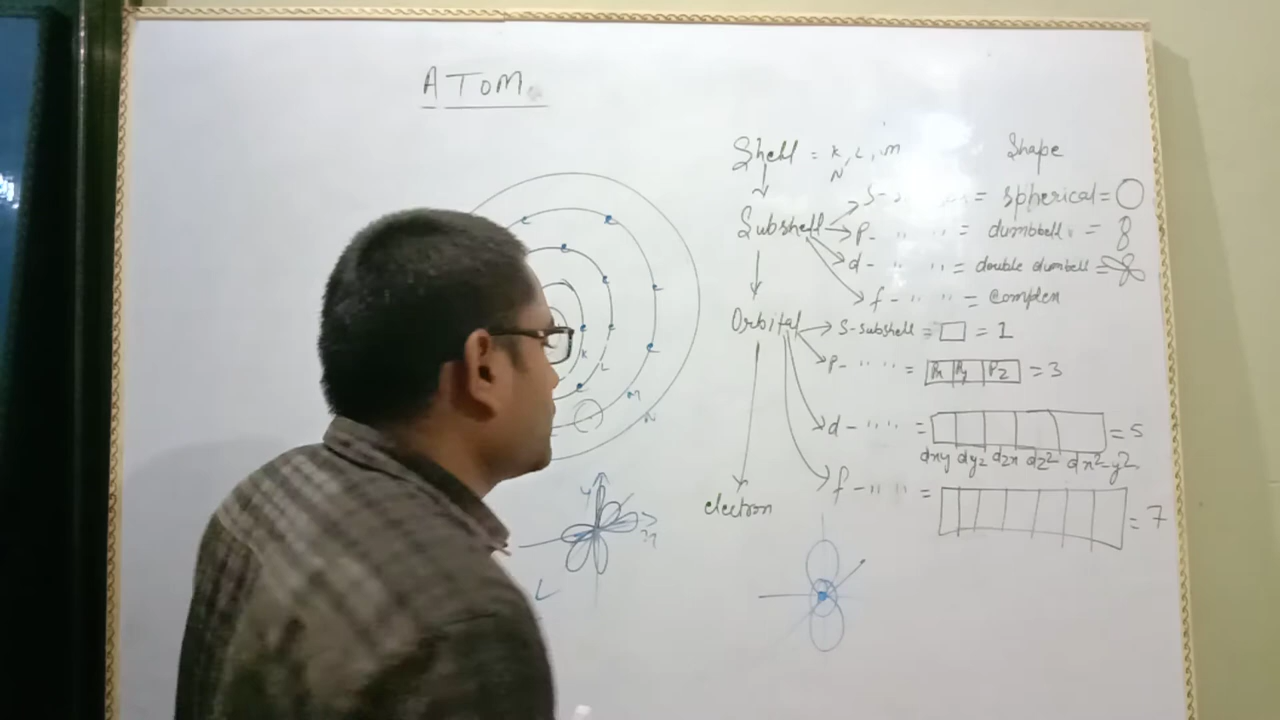 ATOM
Shell = K, L, M
N
Shape
Subshell
S- = spherical =
P- " " " = dumbbell =
d- " " " = double dumbell =
f- " " " = Complex
Orbital
S-subshell = = 1
P- " " " = Px Py Pz = 3
d- " " " = = 5
dxy dyz dzx dz² dx²-y²
f- " " " = = 7
electron
K
L
M
N
y
L